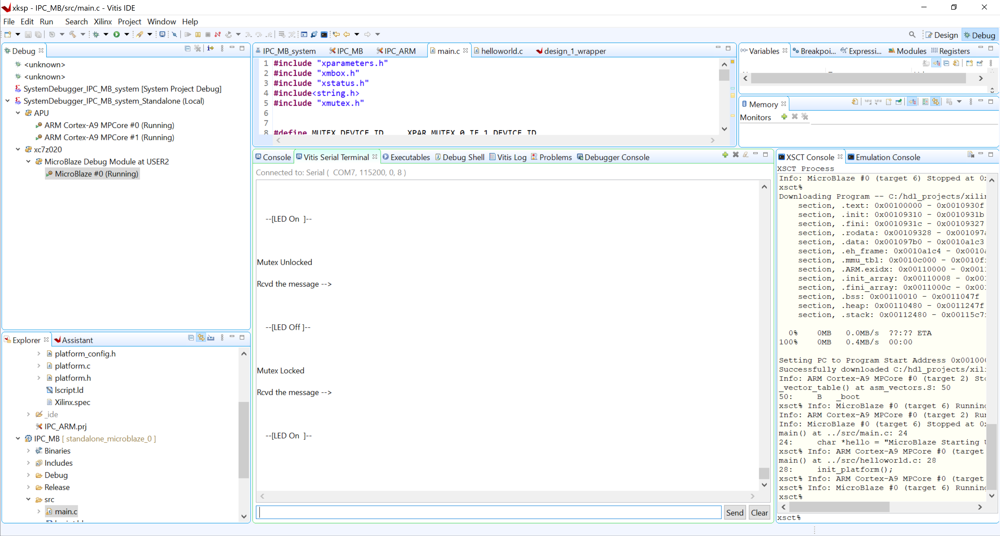 xksp - IPC_MB/src/main.c - Vitis IDE
File Edit Run Search Xilinx Project Window Help
Design Debug
Debug
<unknown>
<unknown>
SystemDebugger_IPC_MB_system [System Project Debug]
SystemDebugger_IPC_MB_system_Standalone (Local)
APU
ARM Cortex-A9 MPCore #0 (Running)
ARM Cortex-A9 MPCore #1 (Running)
xc7z020
MicroBlaze Debug Module at USER2
MicroBlaze #0 (Running)
Explorer Assistant
platform_config.h
platform.c
platform.h
lscript.ld
Xilinx.spec
_ide
IPC_ARM.prj
IPC_MB [ standalone_microblaze_0 ]
Binaries
Includes
Debug
Release
src
main.c
IPC_MB_system IPC_MB IPC_ARM main.c helloworld.c design_1_wrapper
1 #include "xparameters.h"
2 #include "xmbox.h"
3 #include "xstatus.h"
4 #include<string.h>
5 #include "xmutex.h"
6
7
8 #define MUTEX_DEVICE_ID XPAR_MUTEX_0_IF_1_DEVICE_ID
Console Vitis Serial Terminal Executables Debug Shell Vitis Log Problems Debugger Console
Connected to: Serial ( COM7, 115200, 0, 8 )
--[LED On ]--
Mutex Unlocked
Rcvd the message -->
--[LED Off ]--
Mutex Locked
Rcvd the message -->
--[LED On ]--
Send Clear
(x)= Variables Breakpoi... Expressi... Modules Registers
Memory
Monitors
XSCT Console Emulation Console
XSCT Process
Info: MicroBlaze #0 (target 6) Stopped at 0x
xsct%
Downloading Program -- C:/hdl_projects/xilin
section, .text: 0x00100000 - 0x0010930f
section, .init: 0x00109310 - 0x0010931b
section, .fini: 0x0010931c - 0x00109327
section, .rodata: 0x00109328 - 0x001097a
section, .data: 0x001097b0 - 0x0010a1c3
section, .eh_frame: 0x0010a1c4 - 0x0010a
section, .mmu_tbl: 0x0010c000 - 0x0010f
section, .ARM.exidx: 0x00110000 - 0x001
section, .init_array: 0x00110008 - 0x00
section, .fini_array: 0x0011000c - 0x00
section, .bss: 0x00110010 - 0x0011047f
section, .heap: 0x00110480 - 0x0011247f
section, .stack: 0x00112480 - 0x00115c7
0% 0MB 0.0MB/s ??:?? ETA
100% 0MB 0.4MB/s 00:00
Setting PC to Program Start Address 0x00100
Successfully downloaded C:/hdl_projects/xil
Info: ARM Cortex-A9 MPCore #0 (target 2) Sto
_vector_table() at asm_vectors.S: 50
50: B _boot
xsct% Info: MicroBlaze #0 (target 6) Running
Info: ARM Cortex-A9 MPCore #0 (target 2) Run
Info: MicroBlaze #0 (target 6) Stopped at 0x
main() at ../src/main.c: 24
24: char *hello = "MicroBlaze Starting U
xsct% Info: ARM Cortex-A9 MPCore #0 (target
main() at ../src/helloworld.c: 28
28: init_platform();
xsct% Info: ARM Cortex-A9 MPCore #0 (target
xsct% Info: MicroBlaze #0 (target 6) Running
xsct%
xsct%